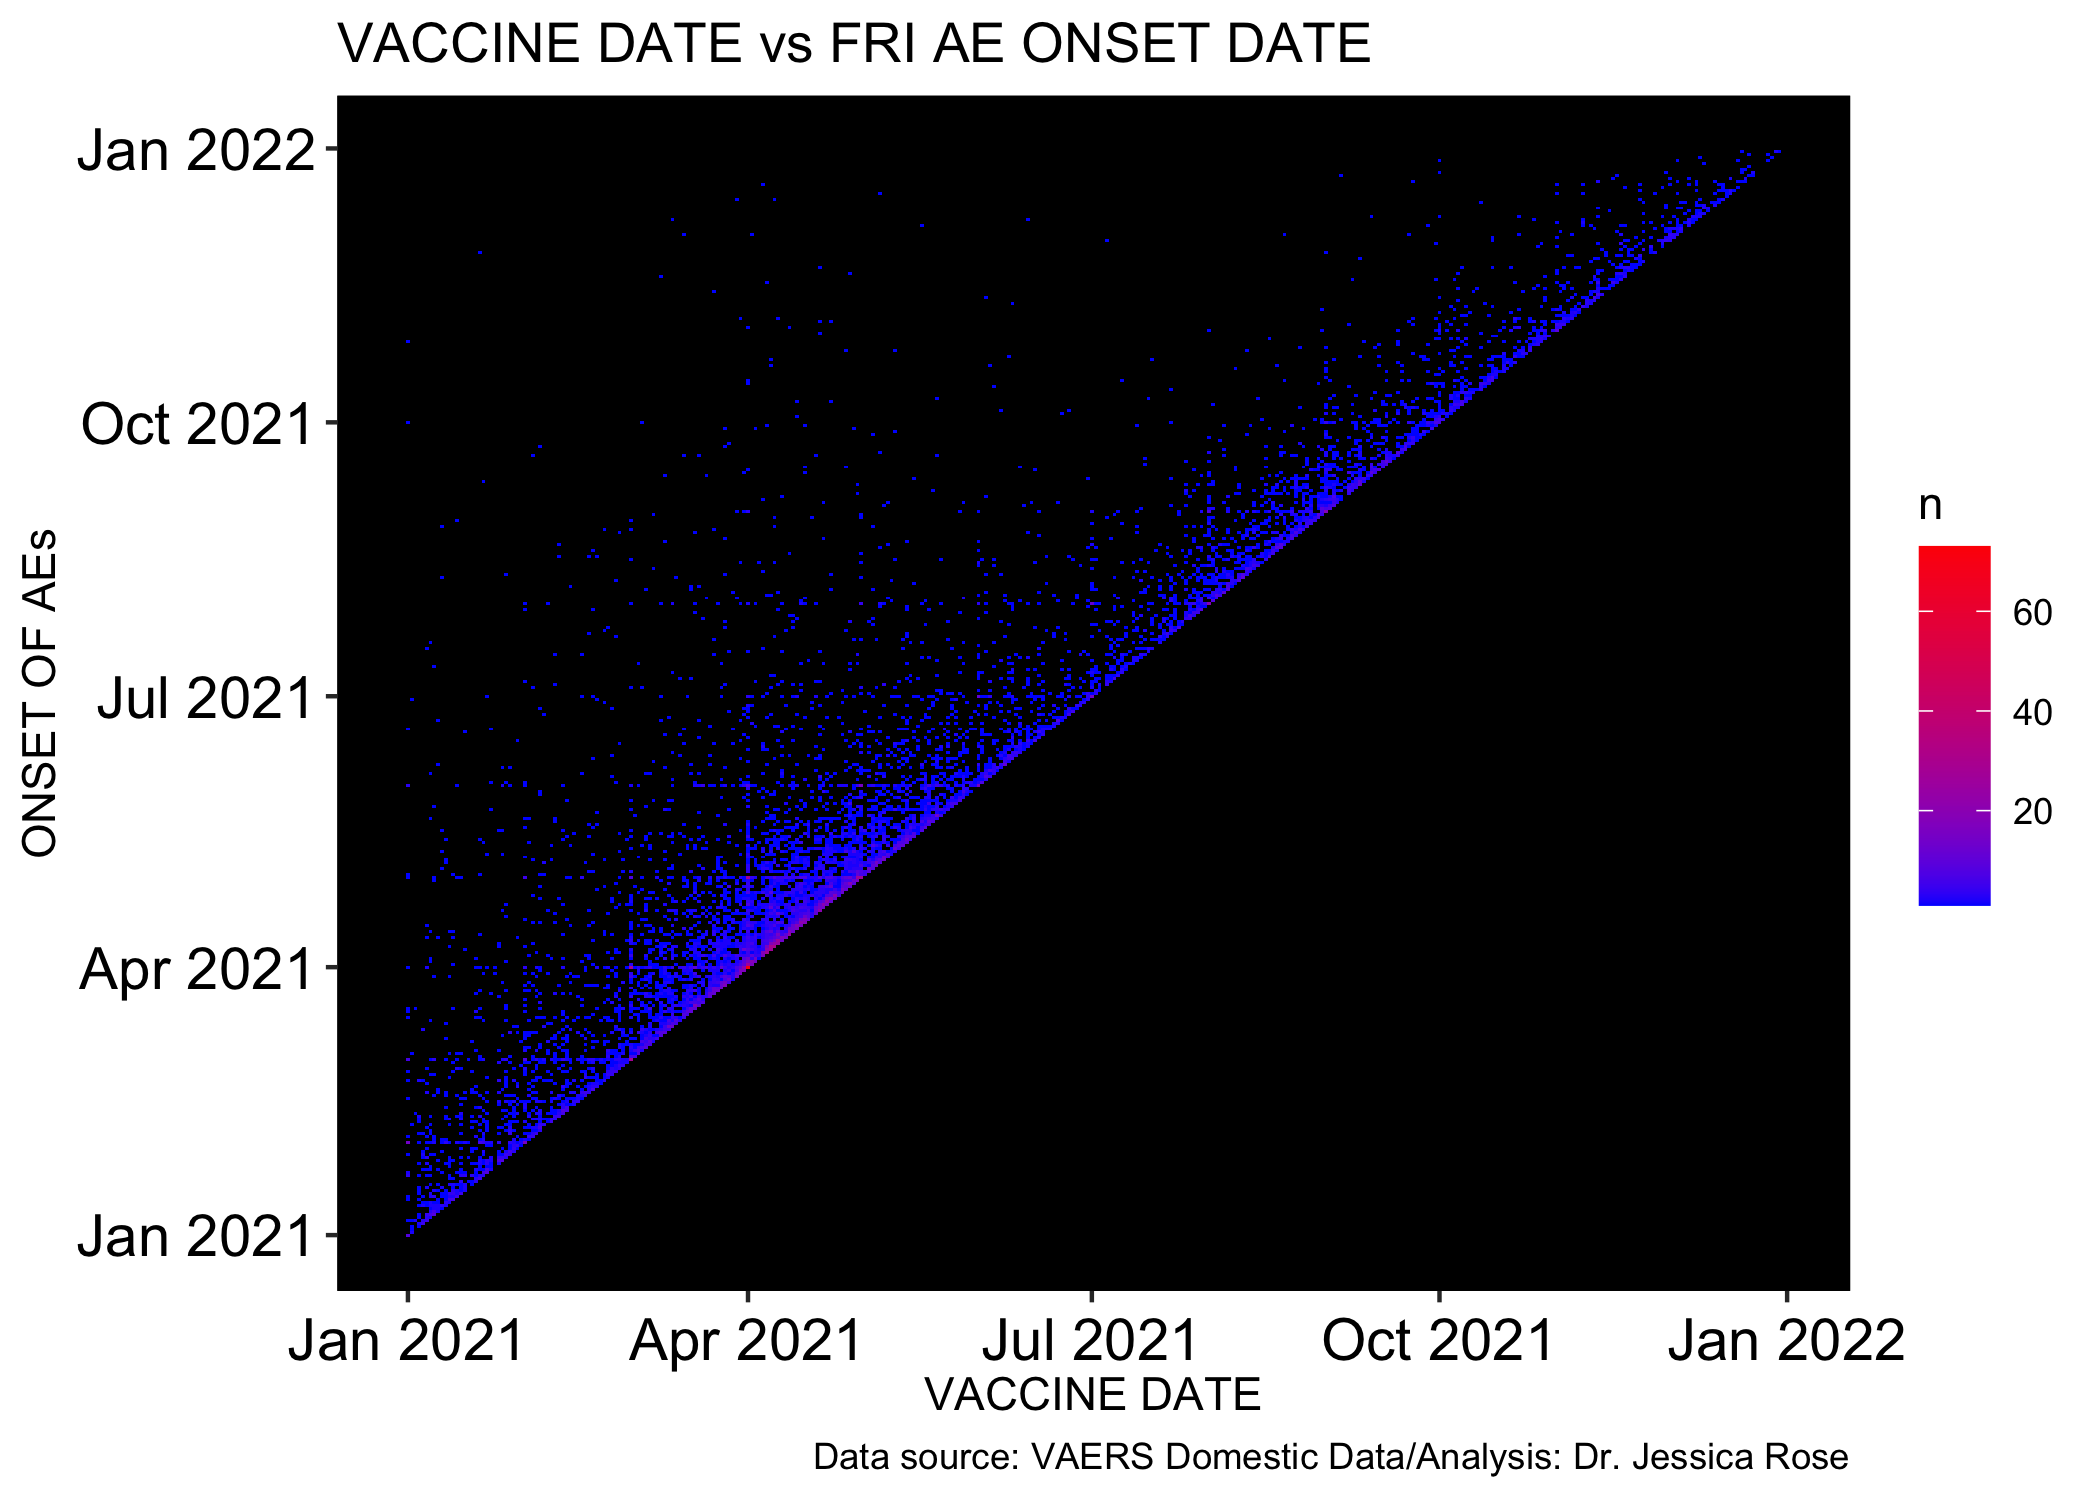 VACCINE DATE vs FRI AE ONSET DATE
Jan 2022
Oct 2021
Jul 2021
Apr 2021
Jan 2021
ONSET OF AEs
n
60
40
20
Jan 2021 Apr 2021 Jul 2021 Oct 2021 Jan 2022
VACCINE DATE
Data source: VAERS Domestic Data/Analysis: Dr. Jessica Rose